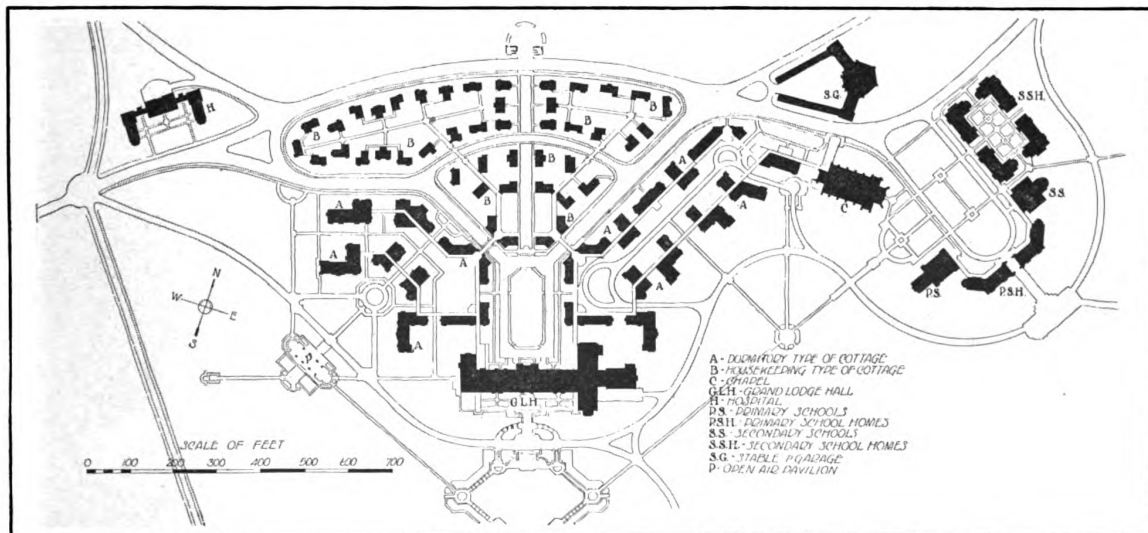 H
B
B
B
B
B
B
B
B
S.G.
S.S.H.
S.S.
C
P.S.
P.S.H.
A
A
A
A
A
A
A
P
G.L.H.
N
W
E
S
SCALE OF FEET
0 100 200 300 400 500 600 700
A - DORMITORY TYPE OF COTTAGE
B - HOUSEKEEPING TYPE OF COTTAGE
C - CHAPEL
G.L.H. - GRAND LODGE HALL
H - HOSPITAL
P.S. - PRIMARY SCHOOLS
P.S.H. - PRIMARY SCHOOL HOMES
S.S. - SECONDARY SCHOOLS
S.S.H. - SECONDARY SCHOOL HOMES
S.G. - STABLE & GARAGE
P - OPEN AIR PAVILION